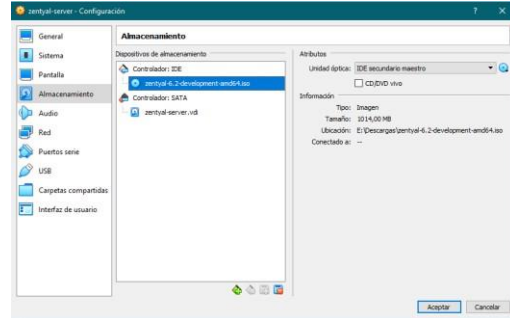 zentyal-server - Configuración
General
Sistema
Pantalla
Almacenamiento
Audio
Red
Puertos serie
USB
Carpetas compartidas
Interfaz de usuario
Almacenamiento
Dispositivos de almacenamiento
Controlador: IDE
zentyal-6.2-development-amd64.iso
Controlador: SATA
zentyal-server.vdi
Atributos
Unidad óptica: IDE secundario maestro
CD/DVD vivo
Información
Tipo: Imagen
Tamaño: 1014,00 MB
Ubicación: E:\Descargas\zentyal-6.2-development-amd64.iso
Conectado a: --
Aceptar Cancelar